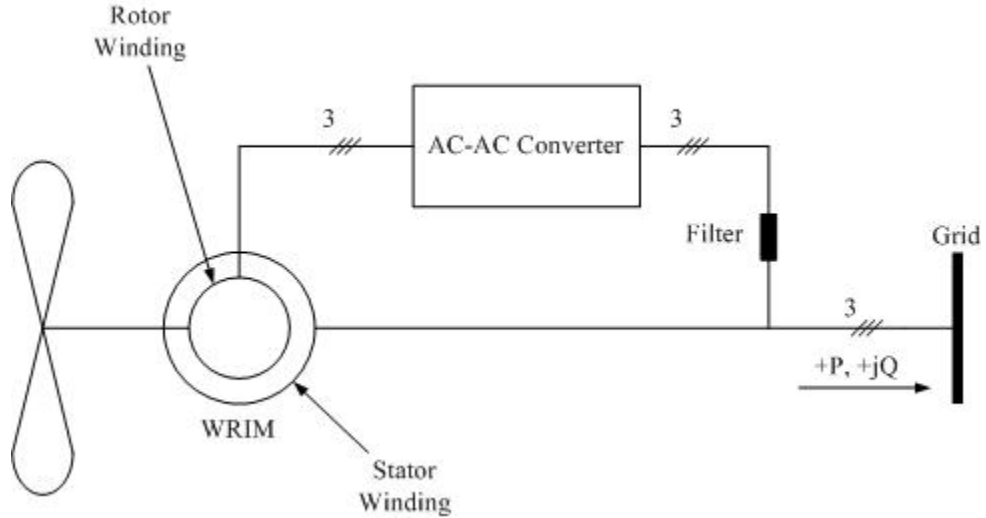 Rotor
Winding
3
3
AC-AC Converter
Filter
Grid
3
+P, +jQ
WRIM
Stator
Winding